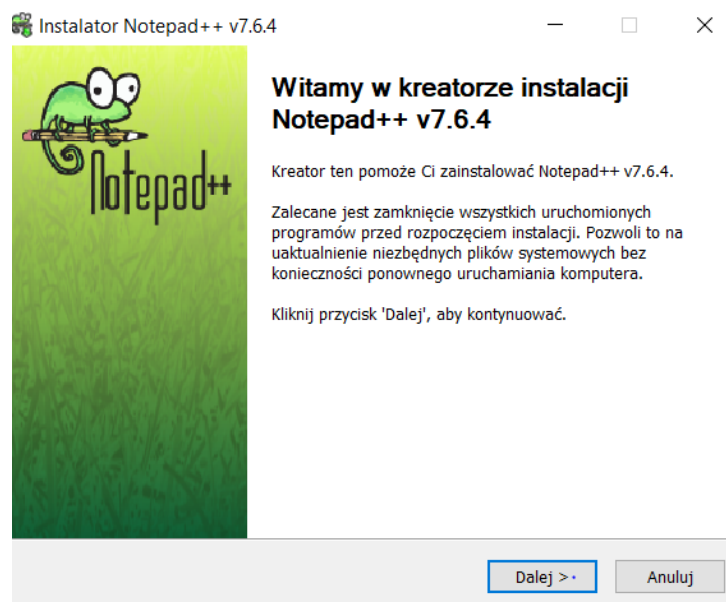 Instalator Notepad++ v7.6.4
Notepad++
Witamy w kreatorze instalacji
Notepad++ v7.6.4
Kreator ten pomoże Ci zainstalować Notepad++ v7.6.4.
Zalecane jest zamknięcie wszystkich uruchomionych
programów przed rozpoczęciem instalacji. Pozwoli to na
uaktualnienie niezbędnych plików systemowych bez
konieczności ponownego uruchamiania komputera.
Kliknij przycisk 'Dalej', aby kontynuować.
Dalej >
Anuluj